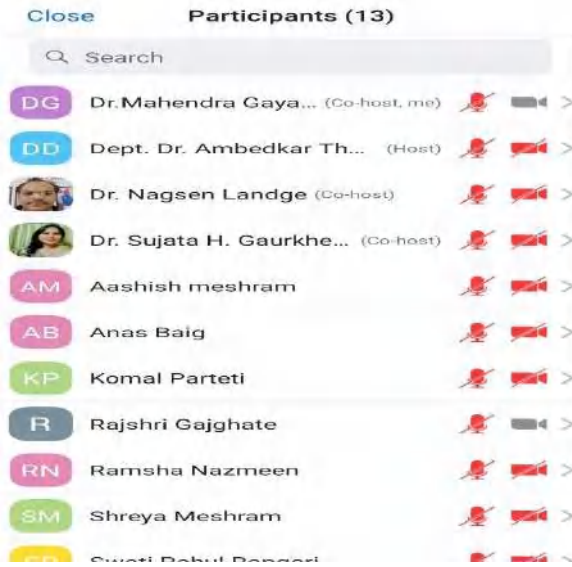 Close Participants (13)
Search
DG Dr.Mahendra Gaya... (Co-host, me)
DD Dept. Dr. Ambedkar Th... (Host)
Dr. Nagsen Landge (Co-host)
Dr. Sujata H. Gaurkhe... (Co-host)
AM Aashish meshram
AB Anas Baig
KP Komal Parteti
R Rajshri Gajghate
RN Ramsha Nazmeen
SM Shreya Meshram